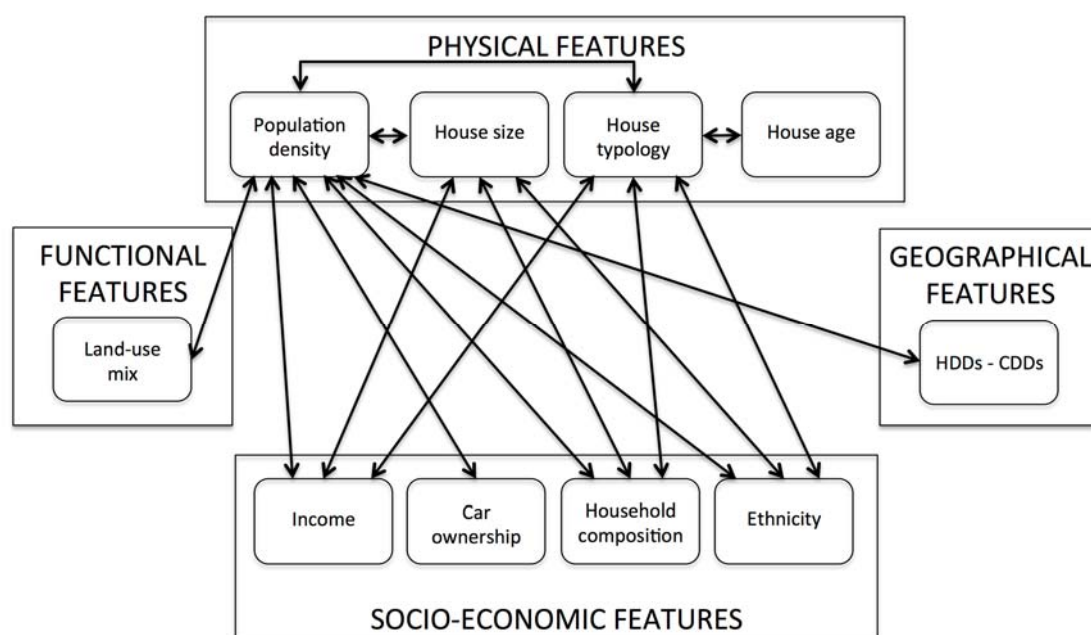 PHYSICAL FEATURES
Population
density
House size
House
typology
House age
FUNCTIONAL
FEATURES
Land-use
mix
GEOGRAPHICAL
FEATURES
HDDs - CDDs
Income
Car
ownership
Household
composition
Ethnicity
SOCIO-ECONOMIC FEATURES